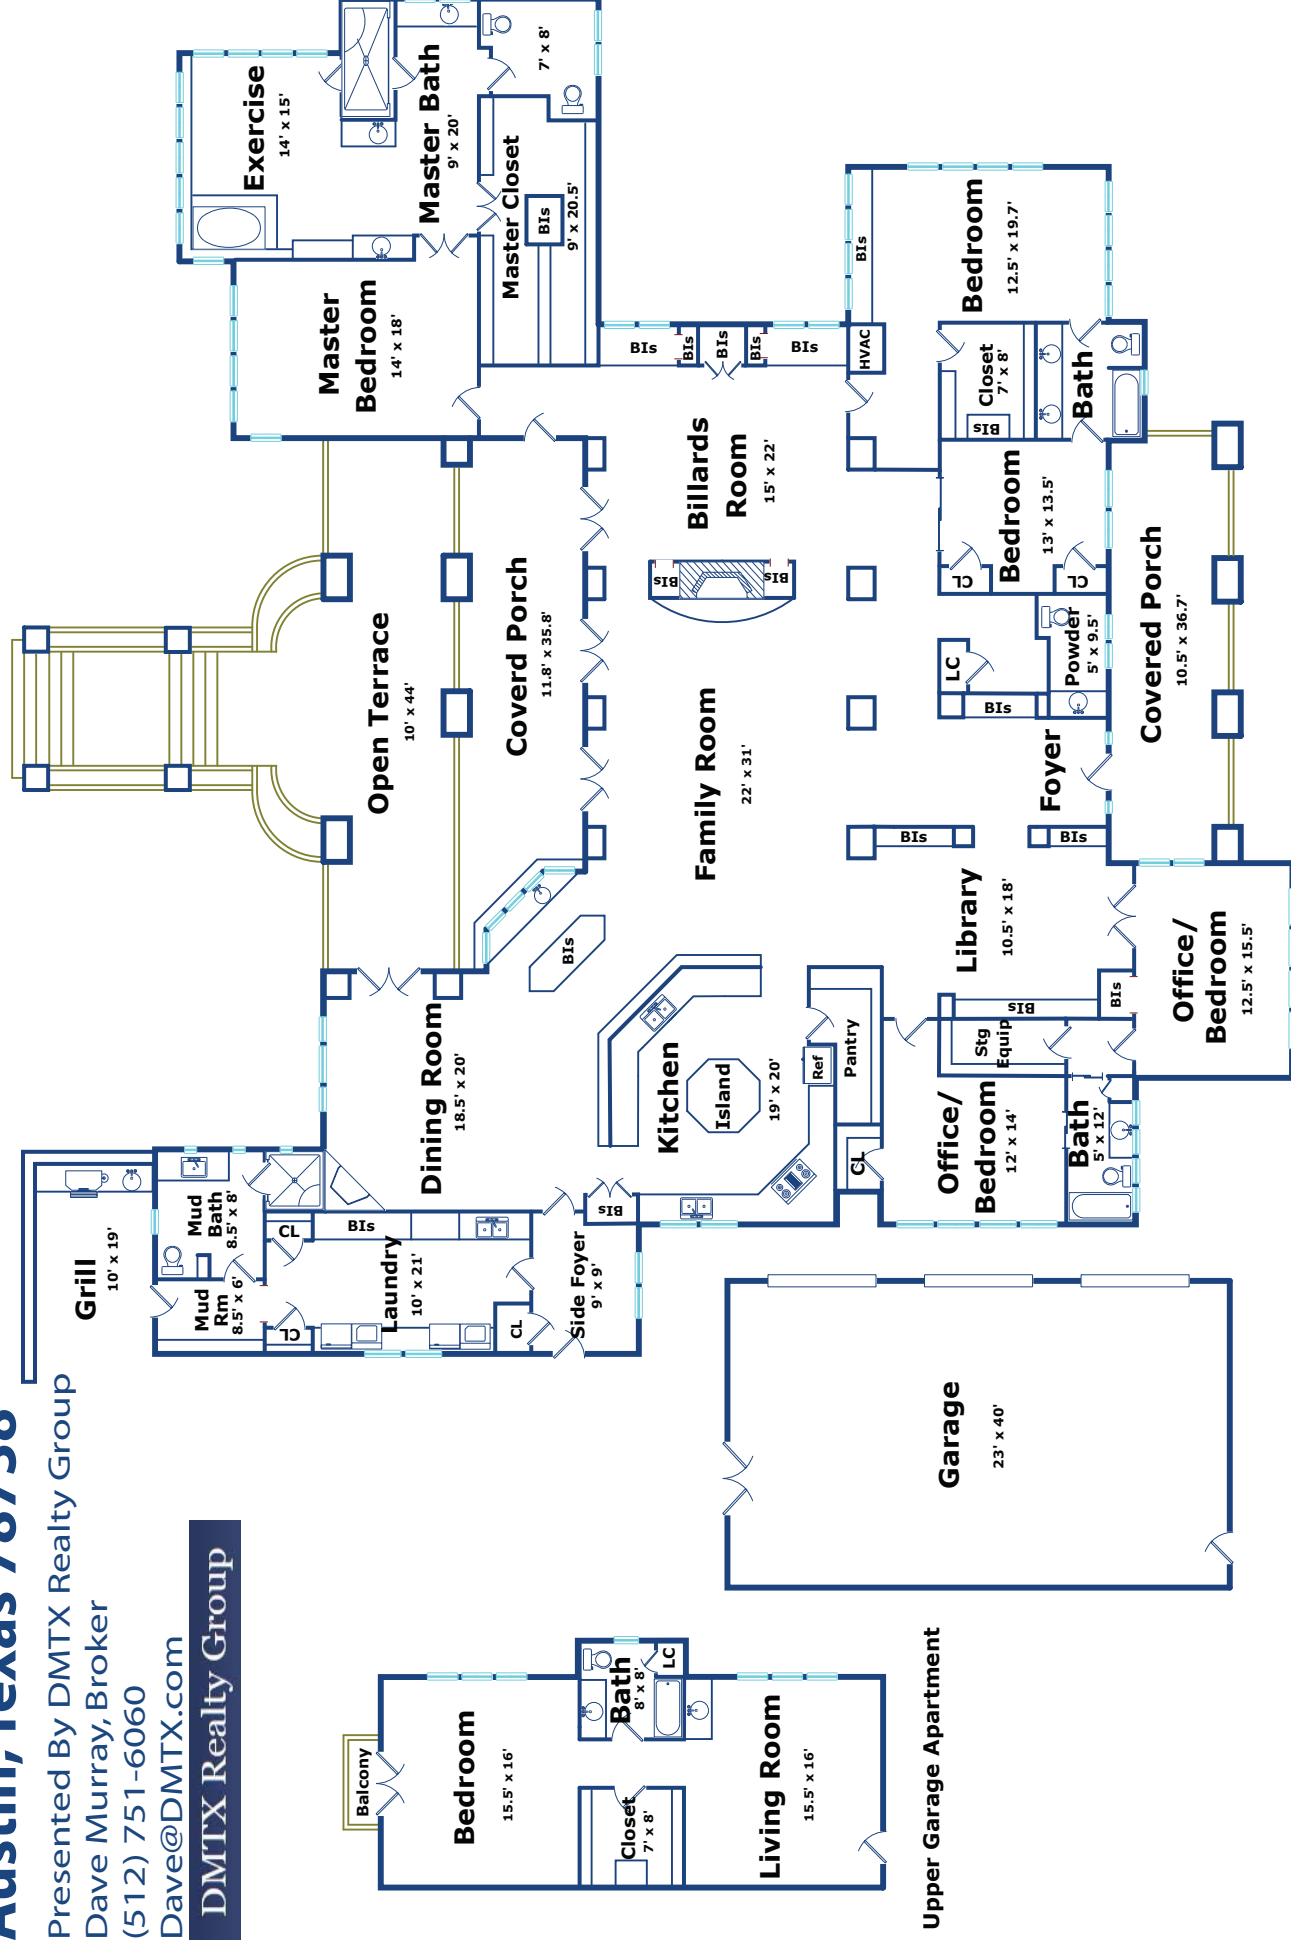 Austin, Texas 78738
Presented By DMTX Realty Group
Dave Murray, Broker
(512) 751-6060
Dave@DMTX.com
DMTX Realty Group
Grill
10' x 19'
Mud
Bath
8.5' x 8'
Mud
Rm
8.5' x 6'
CL
CL
BIs
Laundry
10' x 21'
CL
Side Foyer
9' x 9'
BIs
Dining Room
18.5' x 20'
BIs
Kitchen
Island
19' x 20'
Ref
Pantry
CL
Open Terrace
10' x 44'
Coverd Porch
11.8' x 35.8'
Family Room
22' x 31'
BIs
BIs
Billards
Room
15' x 22'
BIs
BIs
BIs
BIs
BIs
HVAC
Exercise
14' x 15'
Master Bath
9' x 20'
7' x 8'
Master Closet
BIs
9' x 20.5'
Master
Bedroom
14' x 18'
BIs
Bedroom
12.5' x 19.7'
Closet
7' x 8'
BIs
Bath
Bedroom
13' x 13.5'
CL
CL
LC
BIs
Powder
5' x 9.5'
Foyer
Covered Porch
10.5' x 36.7'
BIs
BIs
Library
10.5' x 18'
BIs
BIs
Office/
Bedroom
12.5' x 15.5'
Stg
Equip
Office/
Bedroom
12' x 14'
Bath
5' x 12'
Garage
23' x 40'
Balcony
Bedroom
15.5' x 16'
Bath
8' x 8'
LC
Closet
7' x 8'
Living Room
15.5' x 16'
Upper Garage Apartment